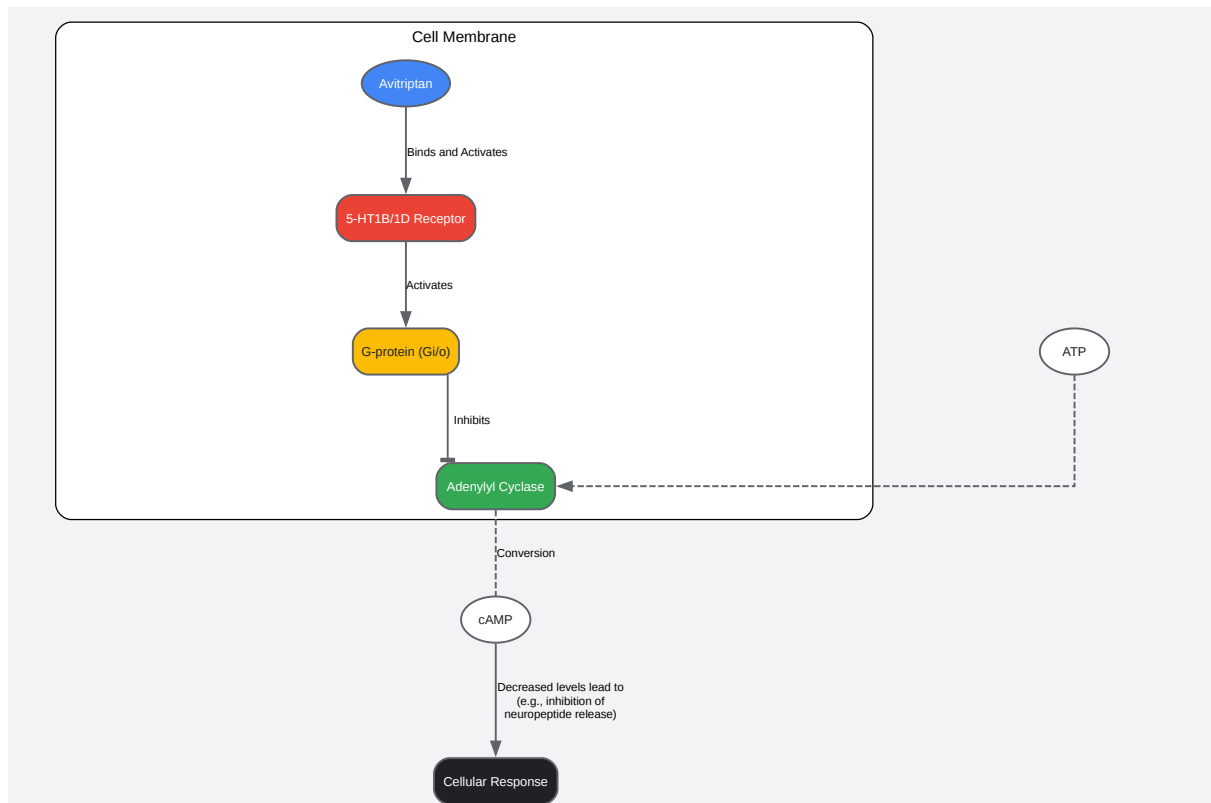 Cell Membrane
Avitriptan
Binds and Activates
5-HT1B/1D Receptor
Activates
G-protein (Gi/o)
ATP
Inhibits
Adenylyl Cyclase
Conversion
cAMP
Decreased levels lead to
(e.g., inhibition of
neuropeptide release)
Cellular Response